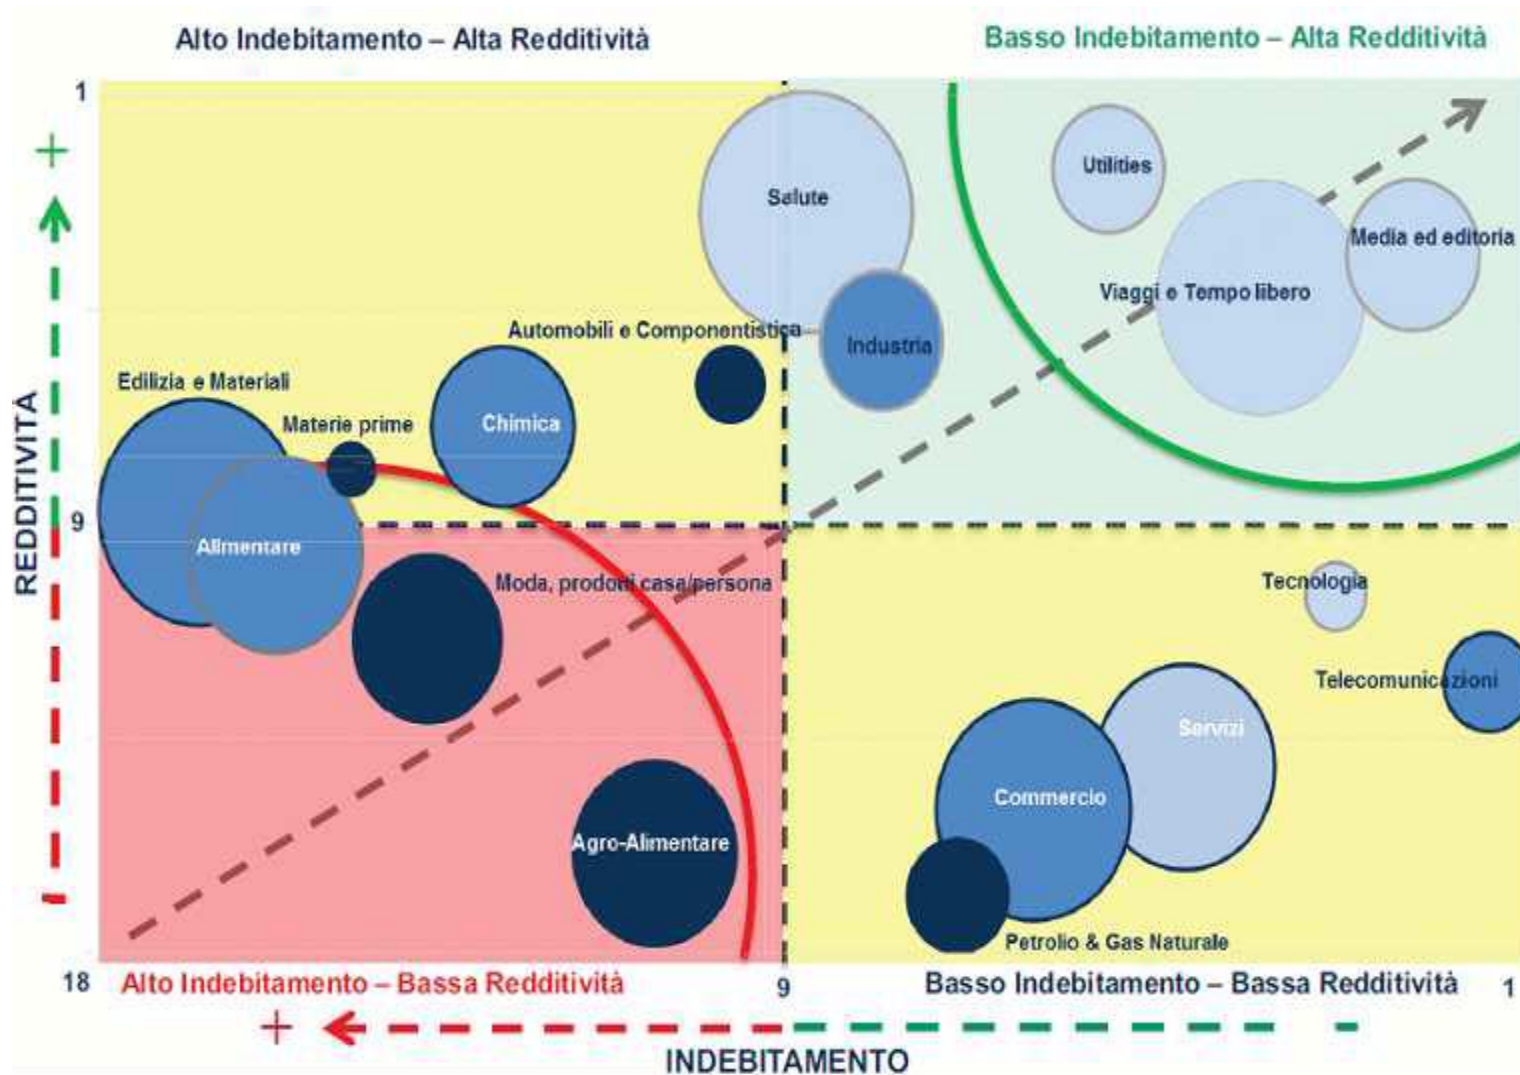 Alto Indebitamento – Alta Redditività
Basso Indebitamento – Alta Redditività
1
+
Utilities
Salute
Media ed editoria
Viaggi e Tempo libero
Automobili e Componentistica
Industria
Edilizia e Materiali
Materie prime
Chimica
REDDITIVITÀ
9
Alimentare
Moda, prodotti casa/persona
Tecnologia
Telecomunicazioni
Servizi
Commercio
Agro-Alimentare
Petrolio & Gas Naturale
18
Alto Indebitamento – Bassa Redditività
9
Basso Indebitamento – Bassa Redditività
1
+
INDEBITAMENTO